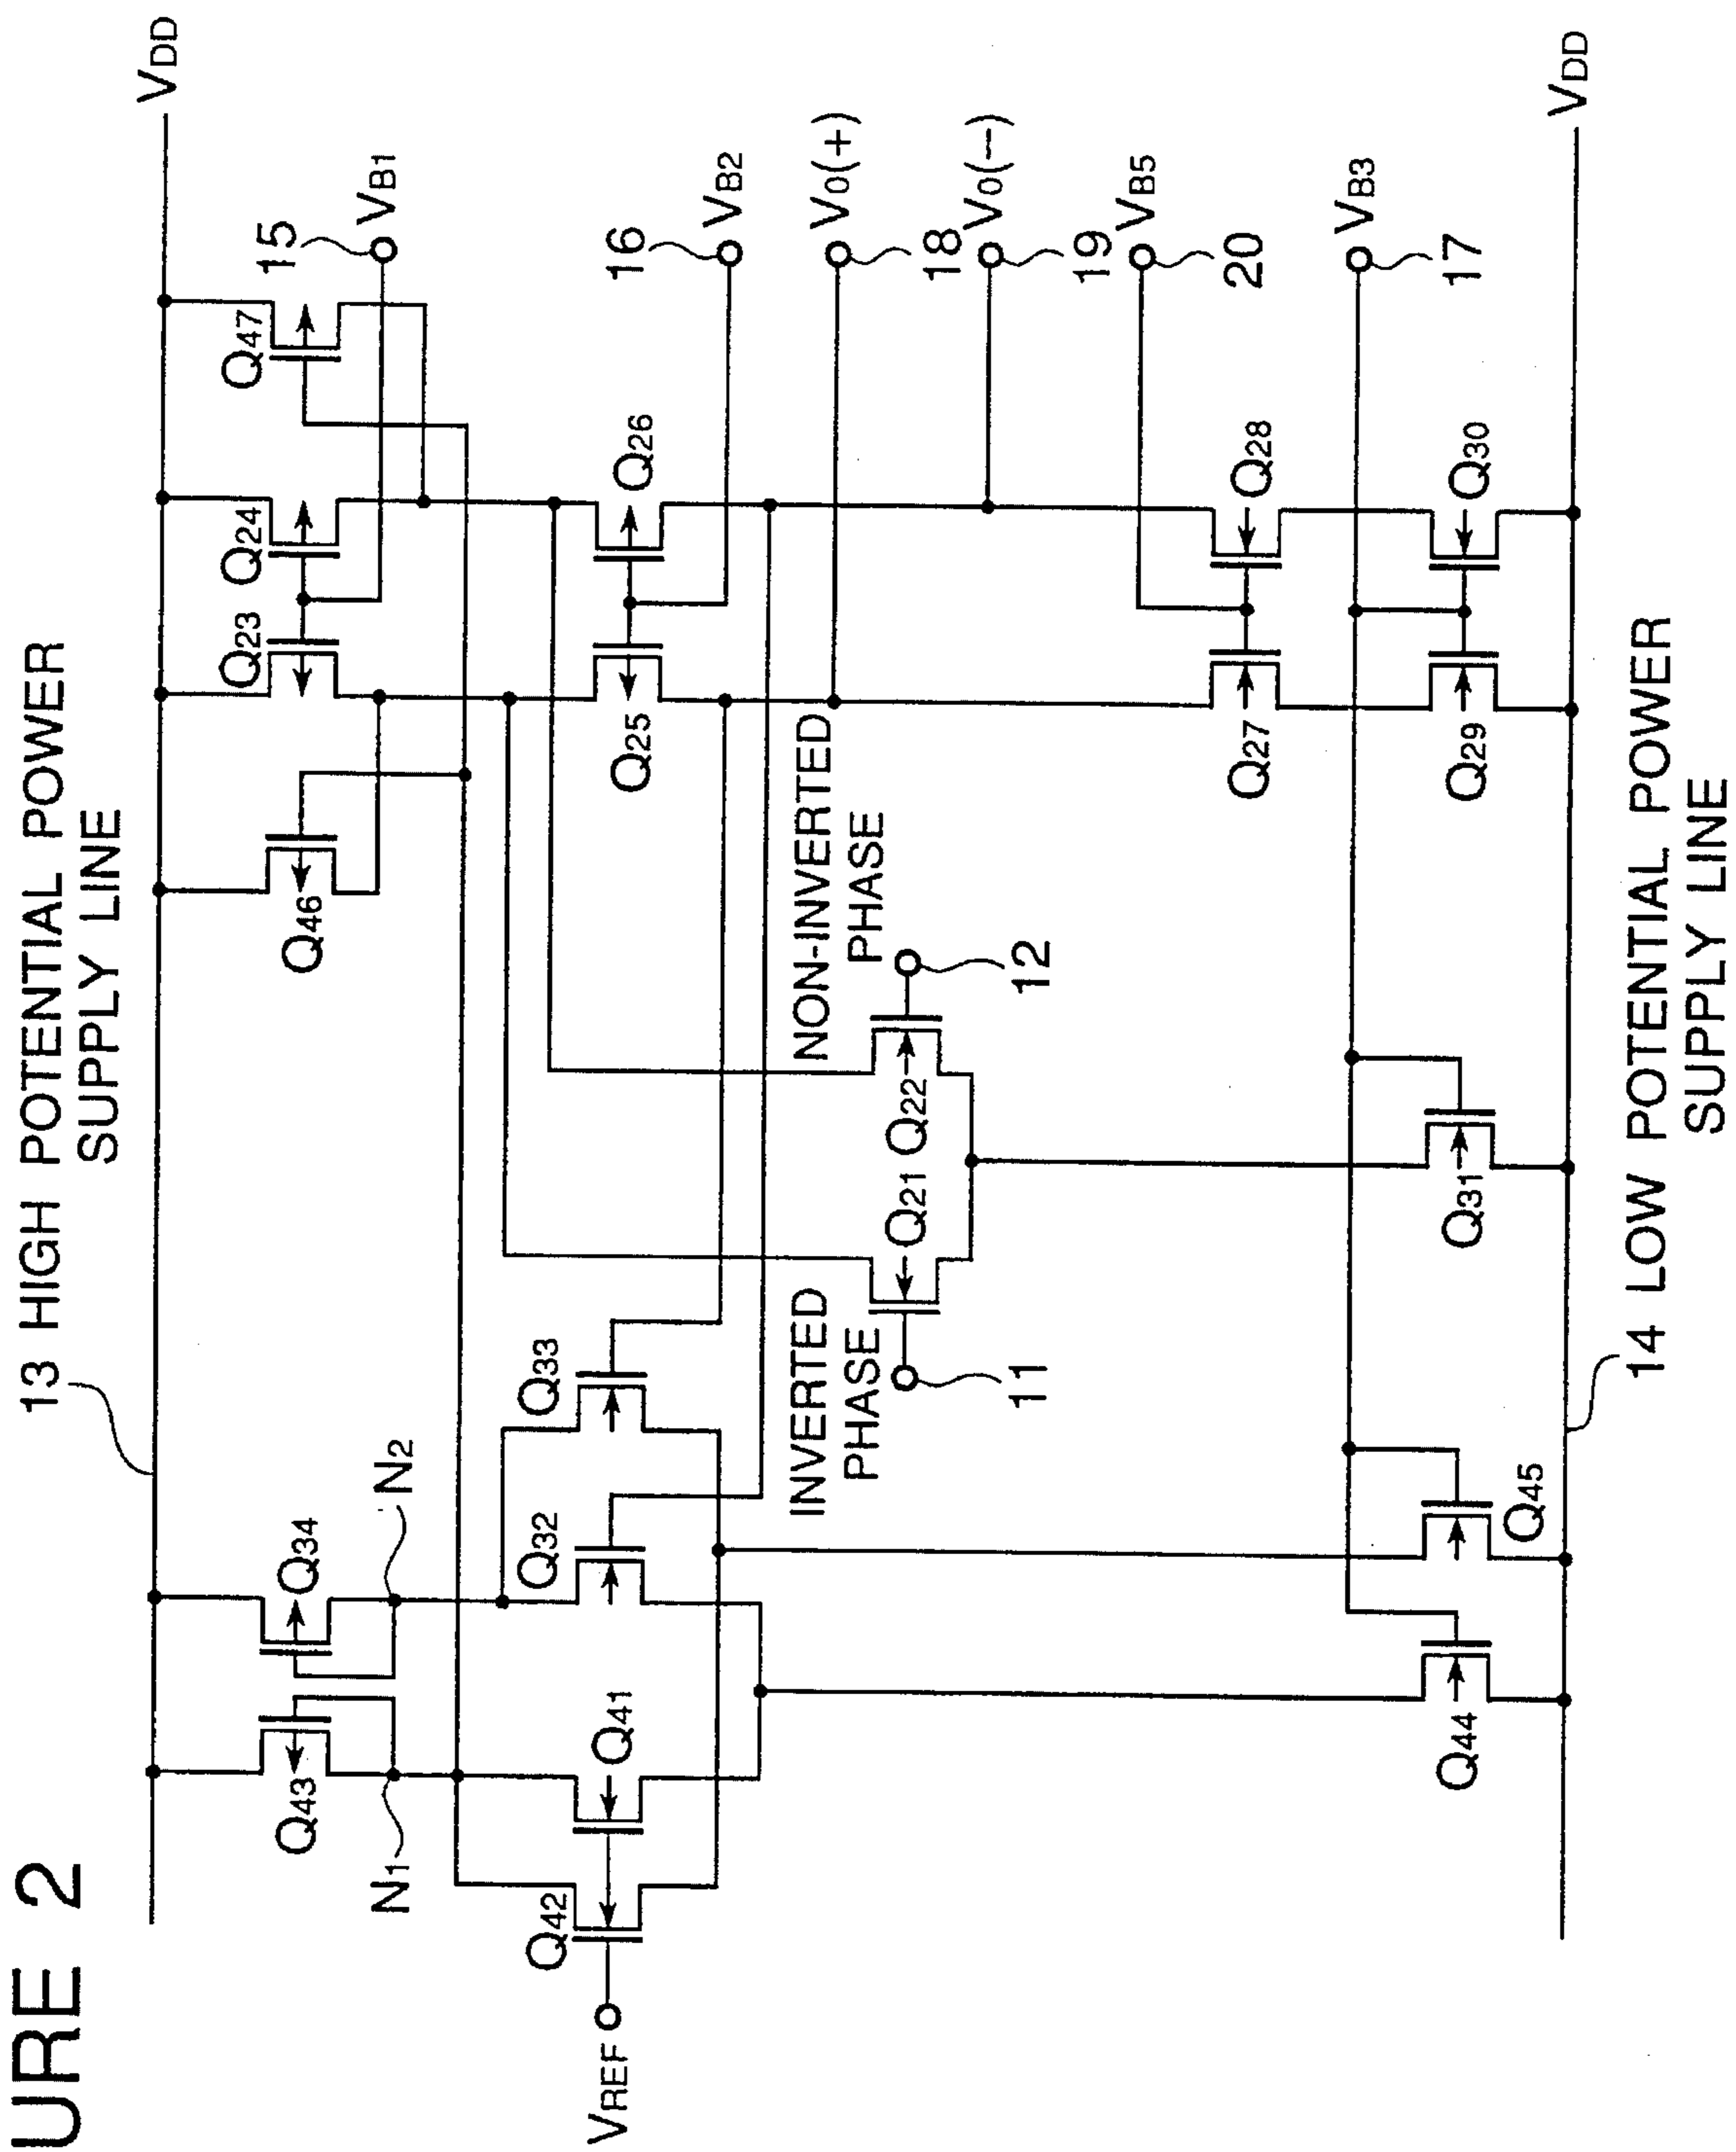 URE 2
13 HIGH POTENTIAL POWER
SUPPLY LINE
VDD
Q43
Q34
Q46
Q23
Q24
Q47
15
VB1
N1
N2
Q42
Q41
Q32
Q33
Q25
Q26
16
VB2
VREF
INVERTED
PHASE
NON-INVERTED
PHASE
11
Q21
Q22
12
V0(+)
18
V0(−)
19
VB5
20
Q27
Q28
VB3
17
Q44
Q45
Q31
Q29
Q30
VDD
14 LOW POTENTIAL POWER
SUPPLY LINE